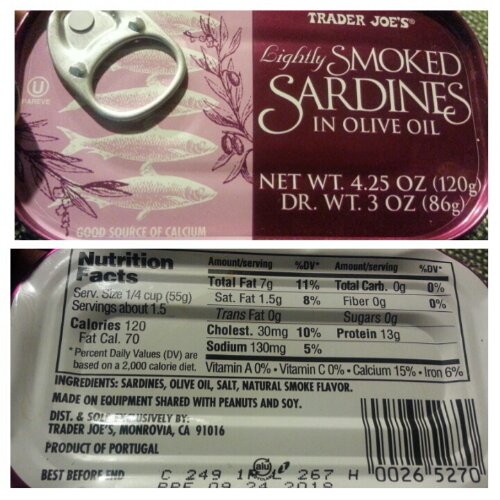 TRADER JOE'S®
Lightly SMOKED
SARDINES
IN OLIVE OIL
U
PAREVE
NET WT. 4.25 OZ (120g)
DR. WT. 3 OZ (86g)
GOOD SOURCE OF CALCIUM
Nutrition
Facts
Serv. Size 1/4 cup (55g)
Servings about 1.5
Calories 120
Fat Cal. 70
*Percent Daily Values (DV) are
based on a 2,000 calorie diet.
Amount/serving %DV* Amount/serving %DV*
Total Fat 7g 11% Total Carb. 0g 0%
Sat. Fat 1.5g 8% Fiber 0g 0%
Trans Fat 0g Sugars 0g
Cholest. 30mg 10% Protein 13g
Sodium 130mg 5%
Vitamin A 0% • Vitamin C 0% • Calcium 15% • Iron 6%
INGREDIENTS: SARDINES, OLIVE OIL, SALT, NATURAL SMOKE FLAVOR.
MADE ON EQUIPMENT SHARED WITH PEANUTS AND SOY.
DIST. & SOLD EXCLUSIVELY BY:
TRADER JOE'S, MONROVIA, CA 91016
PRODUCT OF PORTUGAL
BEST BEFORE END
C 249 267 H
alu
0026 5270